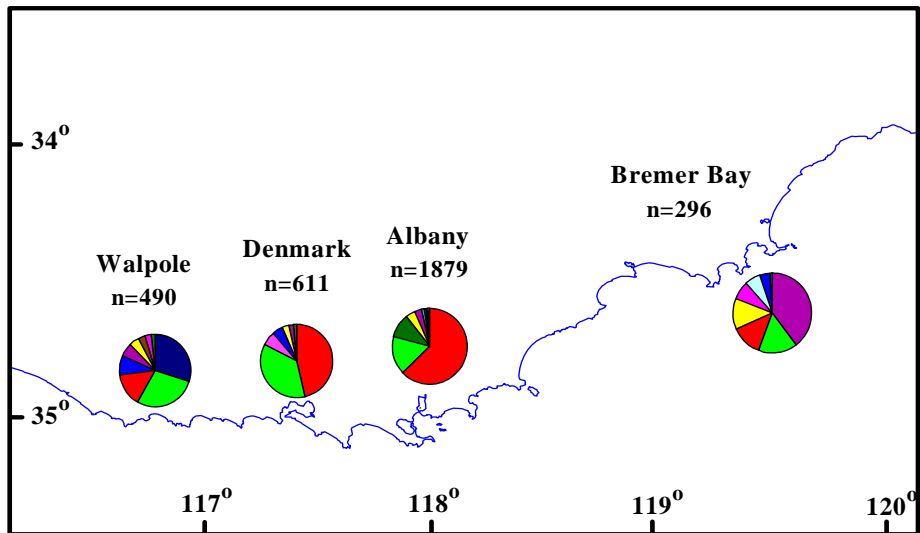 34°
Bremer Bay
n=296
Albany
n=1879
Denmark
n=611
Walpole
n=490
35°
117°
118°
119°
120°